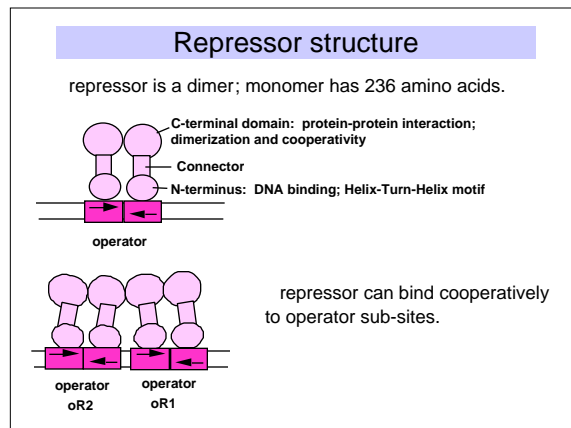 Repressor structure
repressor is a dimer; monomer has 236 amino acids.
C-terminal domain: protein-protein interaction;
dimerization and cooperativity
Connector
N-terminus: DNA binding; Helix-Turn-Helix motif
operator
repressor can bind cooperatively
to operator sub-sites.
operator operator
oR2 oR1